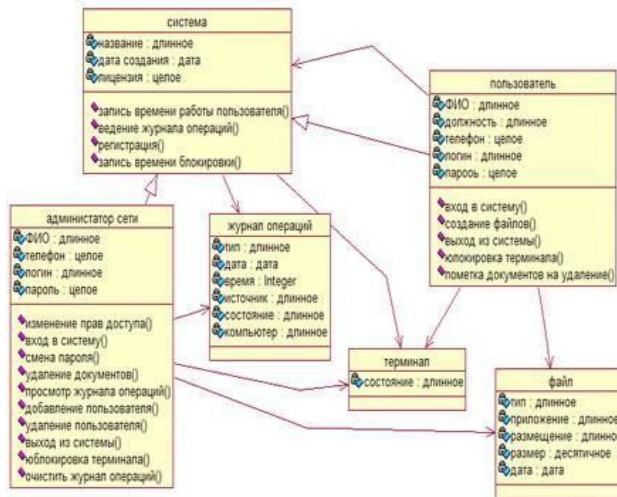 система
название : длинное
дата создания : дата
лицензия : целое
запись времени работы пользователя()
ведение журнала операций()
регистрация()
запись времени блокировки()
пользователь
ФИО : длинное
должность : длинное
телефон : целое
логин : длинное
пароль : целое
вход в систему()
создание файлов()
выход из системы()
юлокировка терминала()
пометка документов на удаление()
администатор сети
ФИО : длинное
телефон : целое
логин : длинное
пароль : целое
изменение прав доступа()
вход в систему()
смена пароля()
удаление документов()
просмотр журнала операций()
добавление пользователя()
удаление пользователя()
выход из системы()
юблокировка терминала()
очистить журнал операций()
журнал операций
тип : длинное
дата : дата
время : Integer
источник : длинное
состояние : длинное
компьютер : длинное
терминал
состояние : длинное
файл
тип : длинное
приложение : длинное
размещение : длинно
размер : десятичное
дата : дата